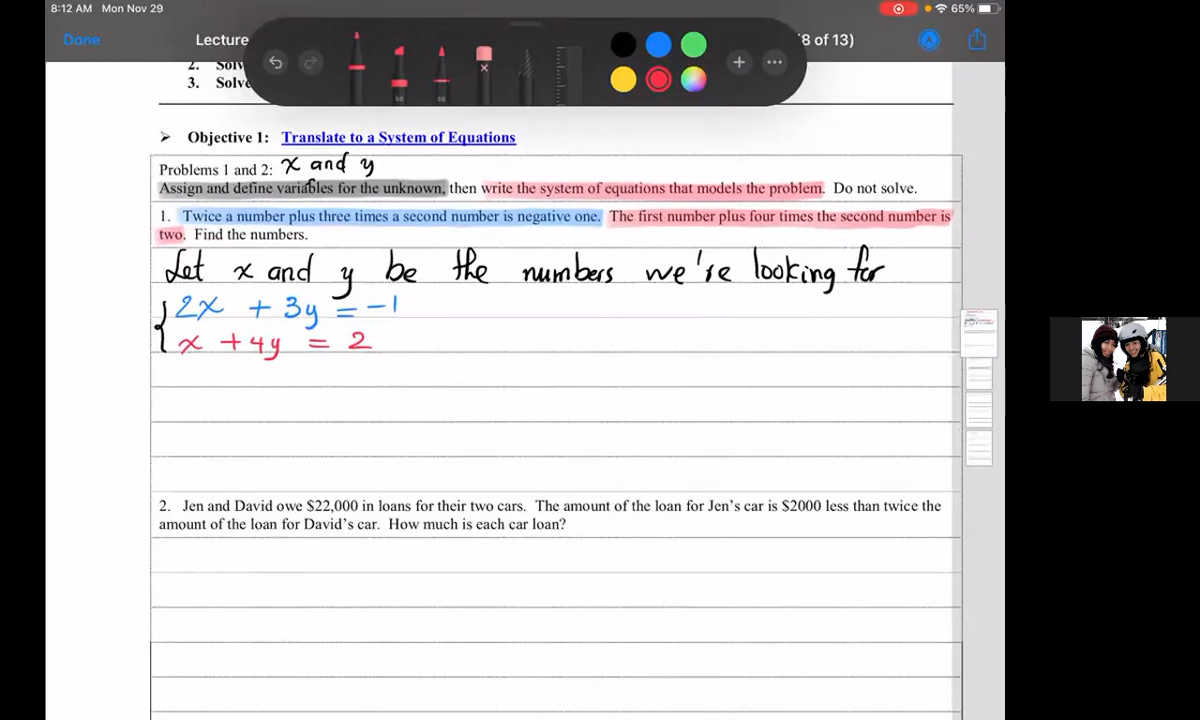 8:12 AM Mon Nov 29
65%
Done
Lecture
(8 of 13)
50
50
2. Solv
3. Solve
➤ Objective 1: Translate to a System of Equations
Problems 1 and 2: x and y
Assign and define variables for the unknown, then write the system of equations that models the problem. Do not solve.
1. Twice a number plus three times a second number is negative one. The first number plus four times the second number is
two. Find the numbers.
Let x and y be the numbers we're looking for
2x + 3y = -1
x + 4y = 2
2. Jen and David owe $22,000 in loans for their two cars. The amount of the loan for Jen's car is $2000 less than twice the
amount of the loan for David's car. How much is each car loan?